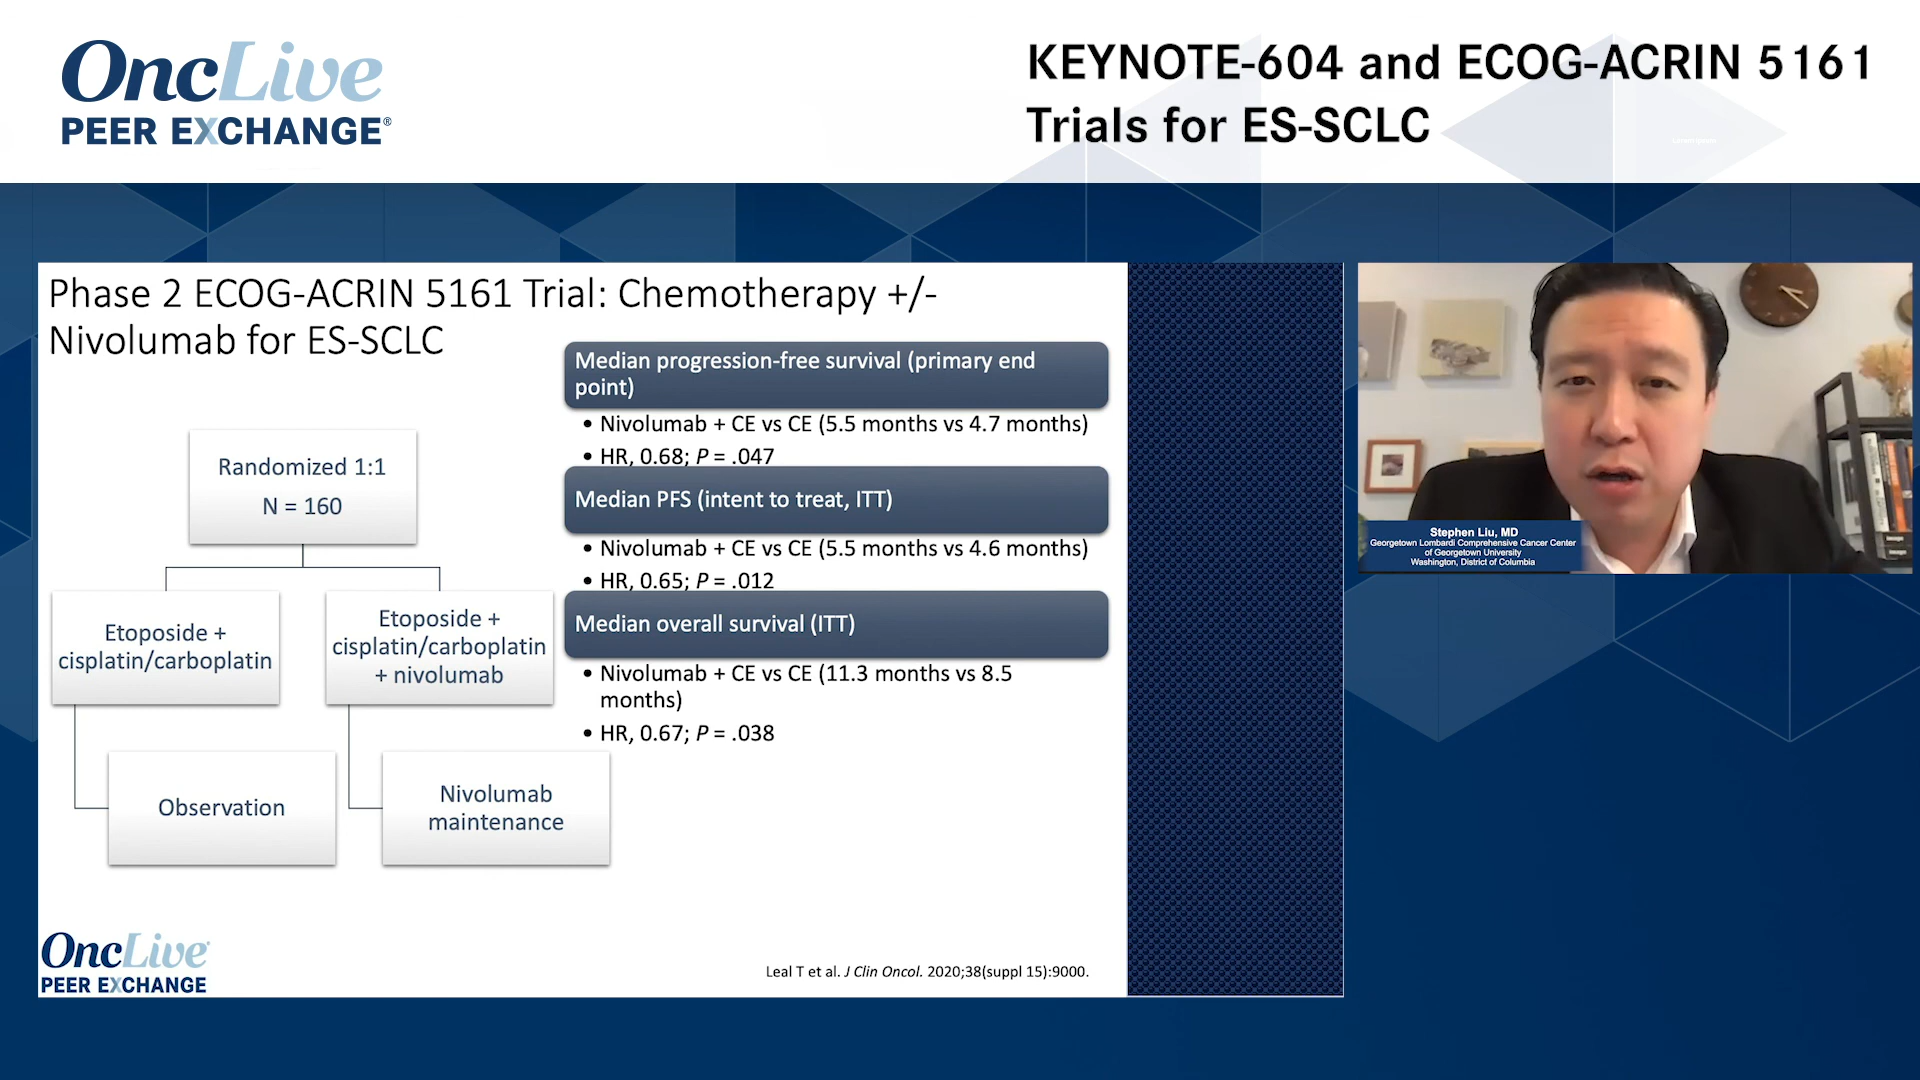 OncLive
PEER EXCHANGE®
KEYNOTE-604 and ECOG-ACRIN 5161
Trials for ES-SCLC
Phase 2 ECOG-ACRIN 5161 Trial: Chemotherapy +/-
Nivolumab for ES-SCLC
Randomized 1:1
N = 160
Etoposide +
cisplatin/carboplatin
Etoposide +
cisplatin/carboplatin
+ nivolumab
Observation
Nivolumab
maintenance
Median progression-free survival (primary end
point)
• Nivolumab + CE vs CE (5.5 months vs 4.7 months)
• HR, 0.68; P = .047
Median PFS (intent to treat, ITT)
• Nivolumab + CE vs CE (5.5 months vs 4.6 months)
• HR, 0.65; P = .012
Median overall survival (ITT)
• Nivolumab + CE vs CE (11.3 months vs 8.5
months)
• HR, 0.67; P = .038
OncLive®
PEER EXCHANGE
Leal T et al. J Clin Oncol. 2020;38(suppl 15):9000.
Stephen Liu, MD
Georgetown Lombardi Comprehensive Cancer Center
of Georgetown University
Washington, District of Columbia